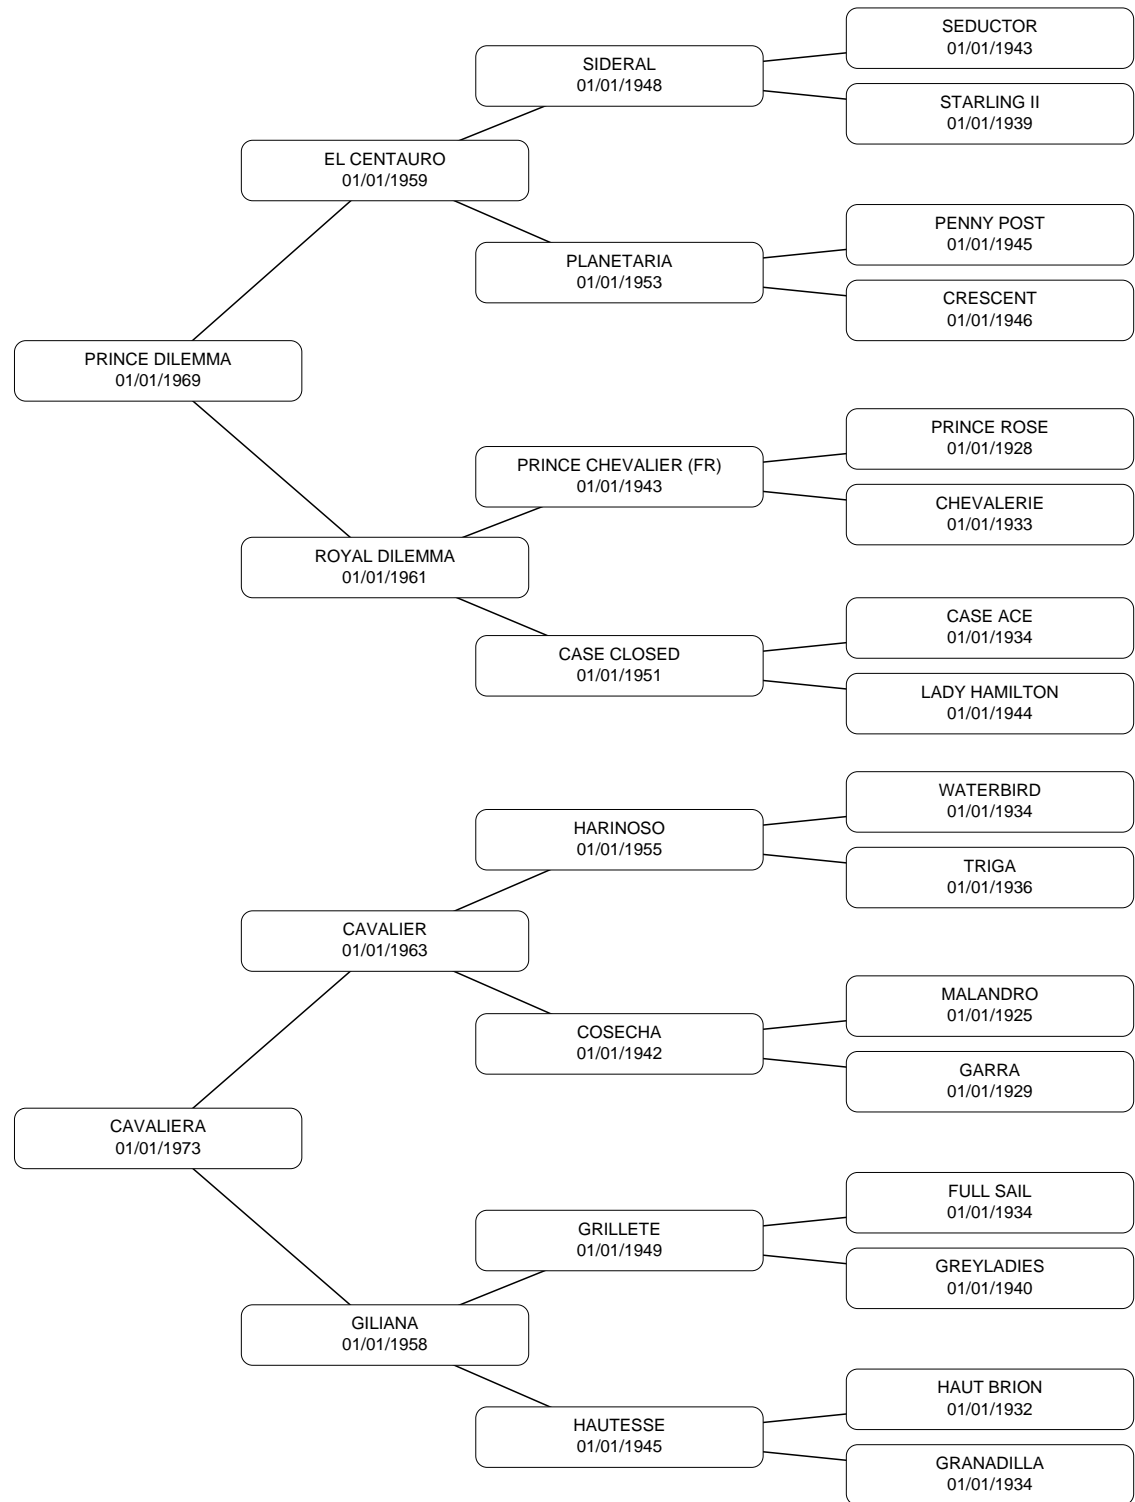 SEDUCTOR
01/01/1943
SIDERAL
01/01/1948
STARLING II
01/01/1939
EL CENTAURO
01/01/1959
PENNY POST
01/01/1945
PLANETARIA
01/01/1953
CRESCENT
01/01/1946
PRINCE DILEMMA
01/01/1969
PRINCE ROSE
01/01/1928
PRINCE CHEVALIER (FR)
01/01/1943
CHEVALERIE
01/01/1933
ROYAL DILEMMA
01/01/1961
CASE ACE
01/01/1934
CASE CLOSED
01/01/1951
LADY HAMILTON
01/01/1944
WATERBIRD
01/01/1934
HARINOSO
01/01/1955
TRIGA
01/01/1936
CAVALIER
01/01/1963
MALANDRO
01/01/1925
COSECHA
01/01/1942
GARRA
01/01/1929
CAVALIERA
01/01/1973
FULL SAIL
01/01/1934
GRILLETE
01/01/1949
GREYLADIES
01/01/1940
GILIANA
01/01/1958
HAUT BRION
01/01/1932
HAUTESSE
01/01/1945
GRANADILLA
01/01/1934